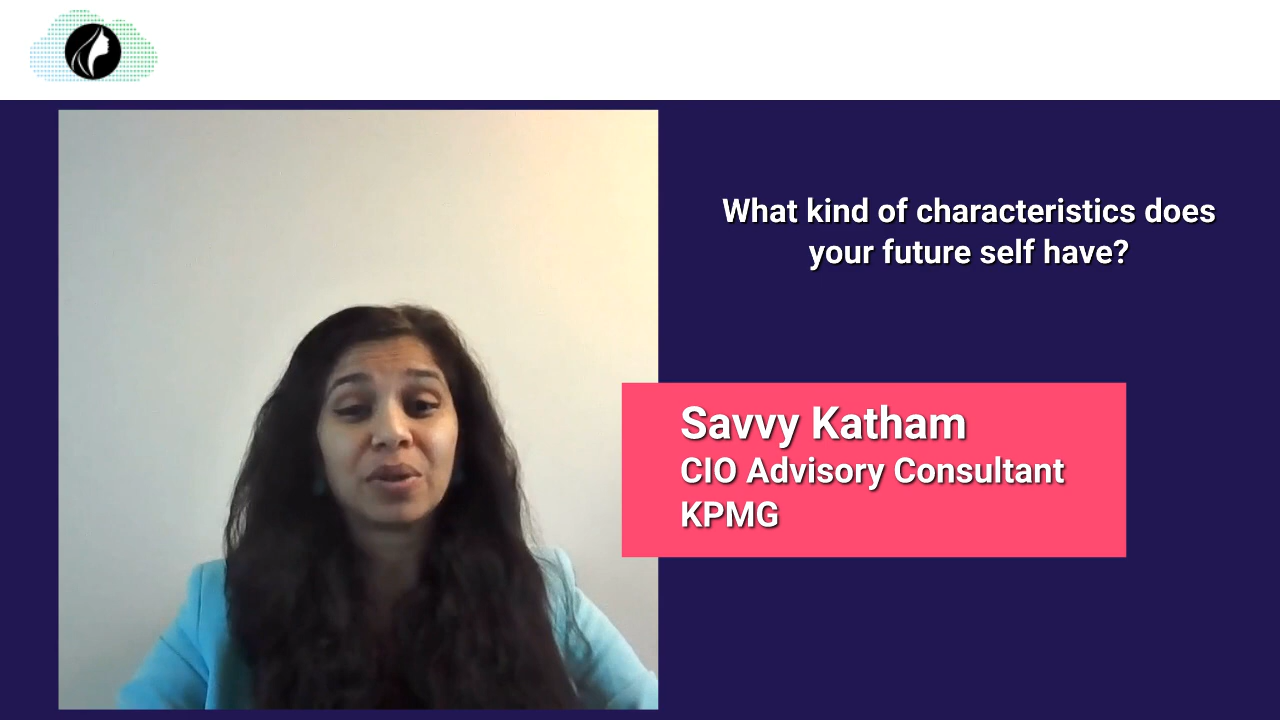 What kind of characteristics does
your future self have?
Savvy Katham
CIO Advisory Consultant
KPMG